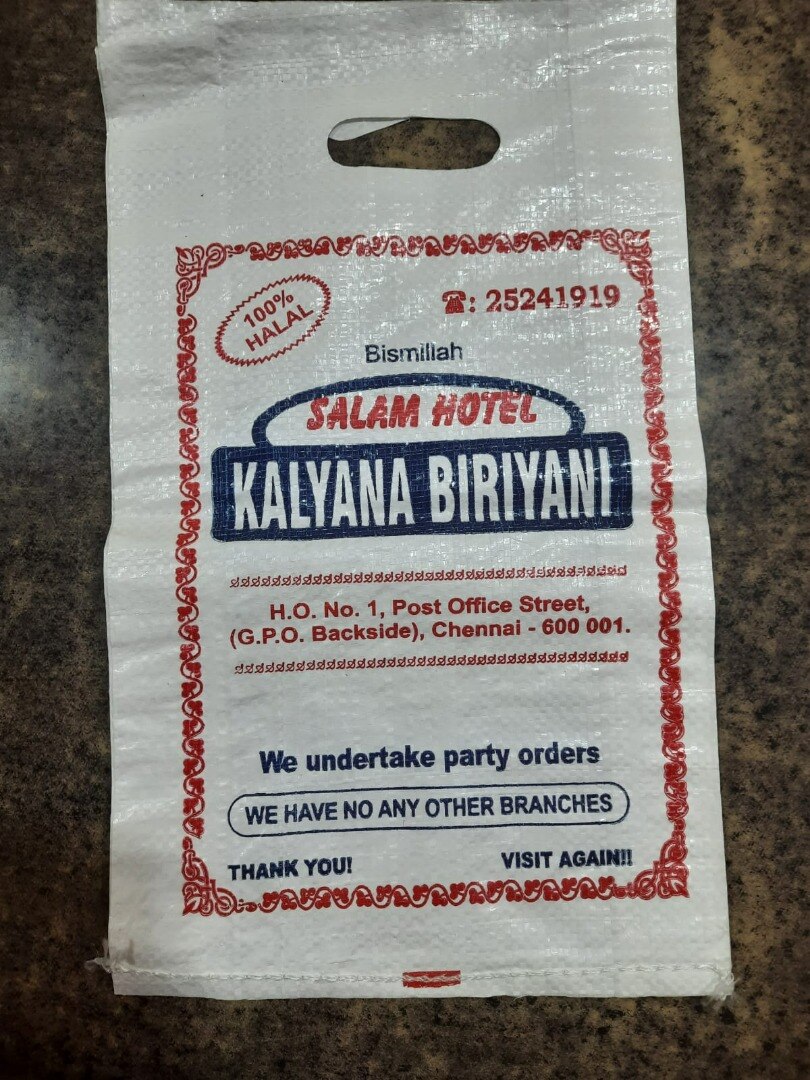 100%
HALAL
☎: 25241919
Bismillah
SALAM HOTEL
KALYANA BIRIYANI
H.O. No. 1, Post Office Street,
(G.P.O. Backside), Chennai - 600 001.
We undertake party orders
WE HAVE NO ANY OTHER BRANCHES
THANK YOU!
VISIT AGAIN!!